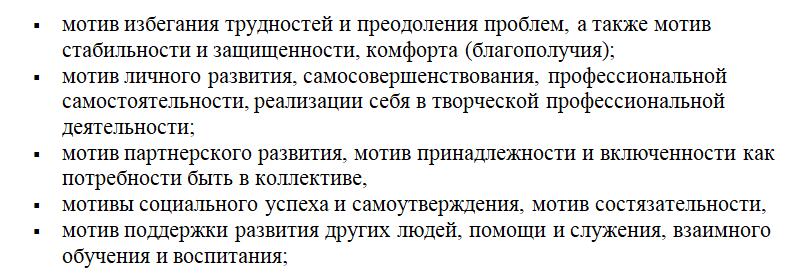 ▪ мотив избегания трудностей и преодоления проблем, а также мотив
стабильности и защищенности, комфорта (благополучия);
▪ мотив личного развития, самосовершенствования, профессиональной
самостоятельности, реализации себя в творческой профессиональной
деятельности;
▪ мотив партнерского развития, мотив принадлежности и включенности как
потребности быть в коллективе,
▪ мотивы социального успеха и самоутверждения, мотив состязательности,
▪ мотив поддержки развития других людей, помощи и служения, взаимного
обучения и воспитания;